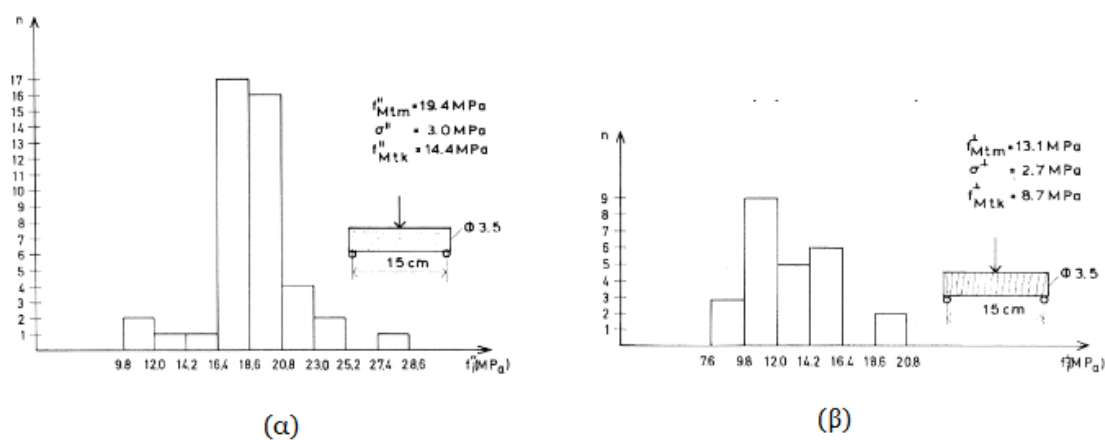 n
17
16
15
14
13
12
11
10
9
8
7
6
5
4
3
2
1
9.8 12.0 14.2 16,4 18,6 20,8 23.0 25,2 27,4 28,6 f"i(MPa)
f"Mtm = 19.4 MPa
σ" = 3.0 MPa
f"Mtk = 14.4 MPa
Φ 3.5
15 cm
(α)
n
9
8
7
6
5
4
3
2
1
76 9.8 12.0 14.2 16.4 18.6 20.8 (MPa)
f⊥Mtm = 13.1 MPa
σ⊥ = 2.7 MPa
f⊥Mtk = 8.7 MPa
Φ 3.5
15 cm
(β)